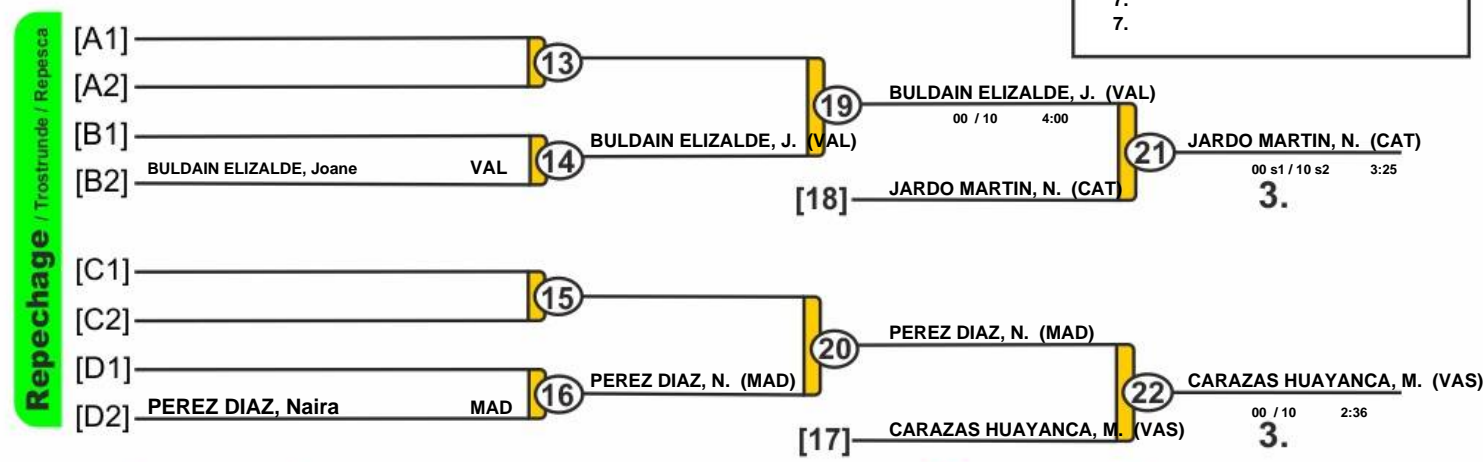 7.
7.
Repechage / Trostrunde / Repesca
[A1]
13
[A2]
19
BULDAIN ELIZALDE, J. (VAL)
00 / 10 4:00
[B1]
14
BULDAIN ELIZALDE, J. (VAL)
21
JARDO MARTIN, N. (CAT)
00 s1 / 10 s2 3:25
3.
[B2]
BULDAIN ELIZALDE, Joane VAL
[18]
JARDO MARTIN, N. (CAT)
[C1]
15
[C2]
20
PEREZ DIAZ, N. (MAD)
[D1]
16
PEREZ DIAZ, N. (MAD)
22
CARAZAS HUAYANCA, M. (VAS)
00 / 10 2:36
3.
[D2]
PEREZ DIAZ, Naira MAD
[17]
CARAZAS HUAYANCA, M. (VAS)